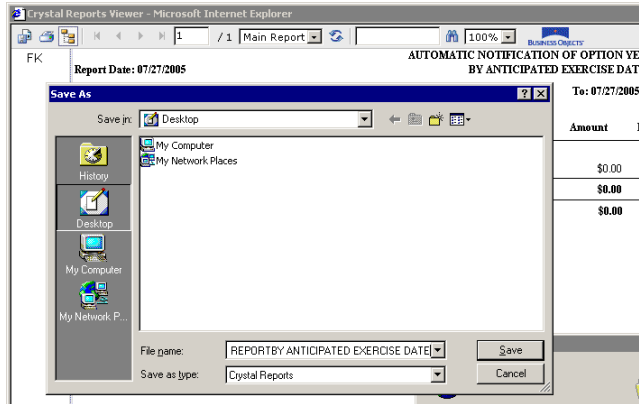 Crystal Reports Viewer - Microsoft Internet Explorer
1 / 1 Main Report 100% BUSINESS OBJECTS
FK
AUTOMATIC NOTIFICATION OF OPTION YE
Report Date: 07/27/2005 BY ANTICIPATED EXERCISE DAT
Save As ? To: 07/27/2005
Save in: Desktop
Amount
My Computer
My Network Places
History
$0.00
$0.00
Desktop
$0.00
My Computer
My Network P...
File name: REPORTBY ANTICIPATED EXERCISE DATE Save
Save as type: Crystal Reports Cancel